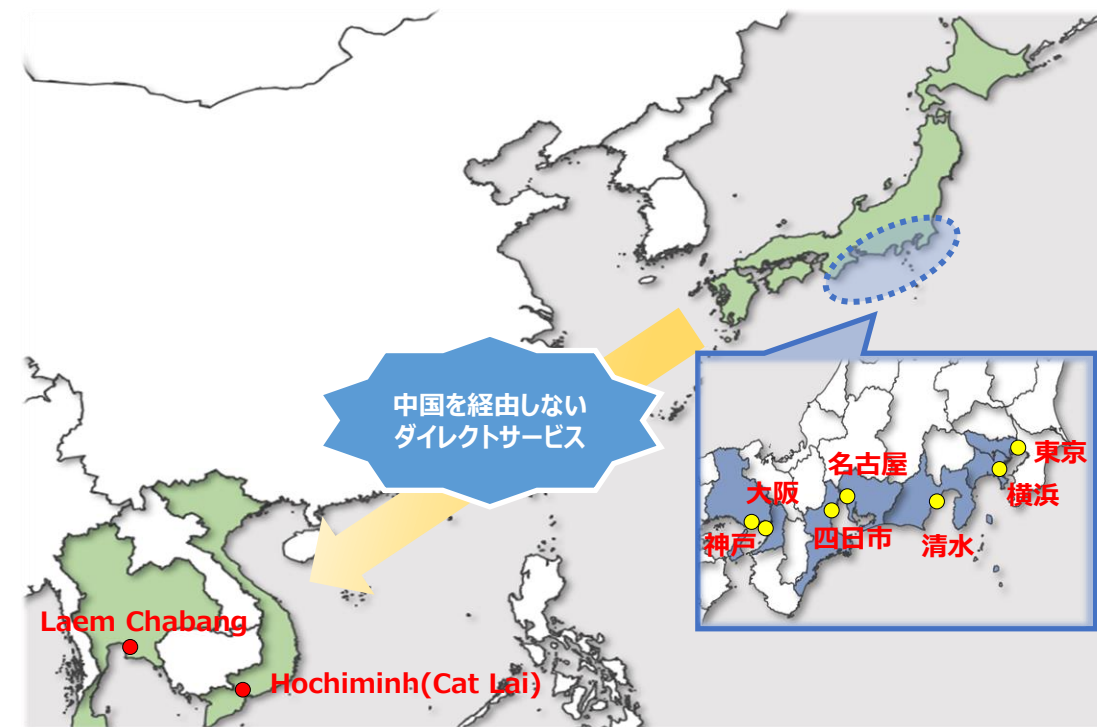 中国を経由しない
ダイレクトサービス
東京
名古屋
横浜
大阪
神戸
四日市
清水
Laem Chabang
Hochiminh(Cat Lai)